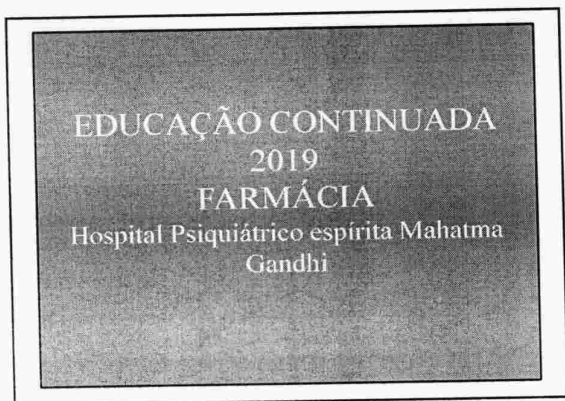 EDUCAÇÃO CONTINUADA
2019
FARMÁCIA
Hospital Psiquiátrico espírita Mahatma
Gandhi